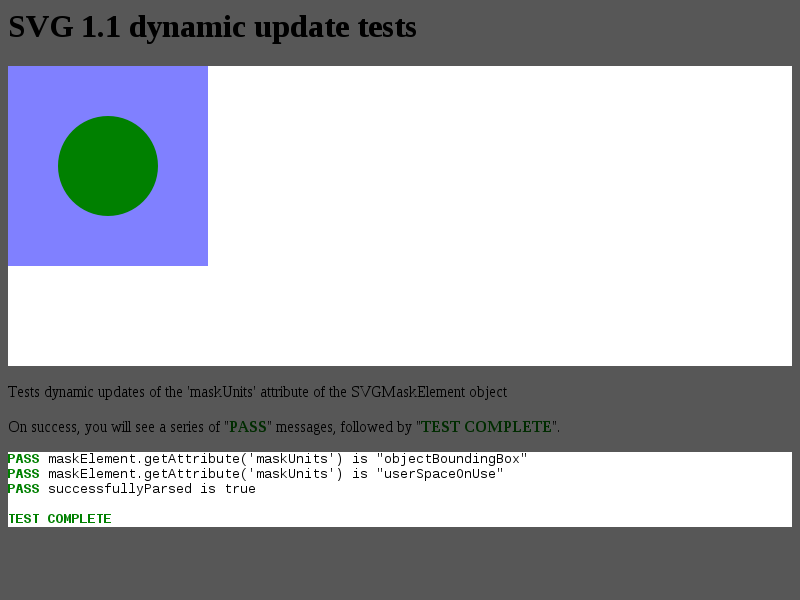 SVG 1.1 dynamic update tests
Tests dynamic updates of the 'maskUnits' attribute of the SVGMaskElement object
On success, you will see a series of "PASS" messages, followed by "TEST COMPLETE".
PASS maskElement.getAttribute('maskUnits') is "objectBoundingBox"
PASS maskElement.getAttribute('maskUnits') is "userSpaceOnUse"
PASS successfullyParsed is true
TEST COMPLETE